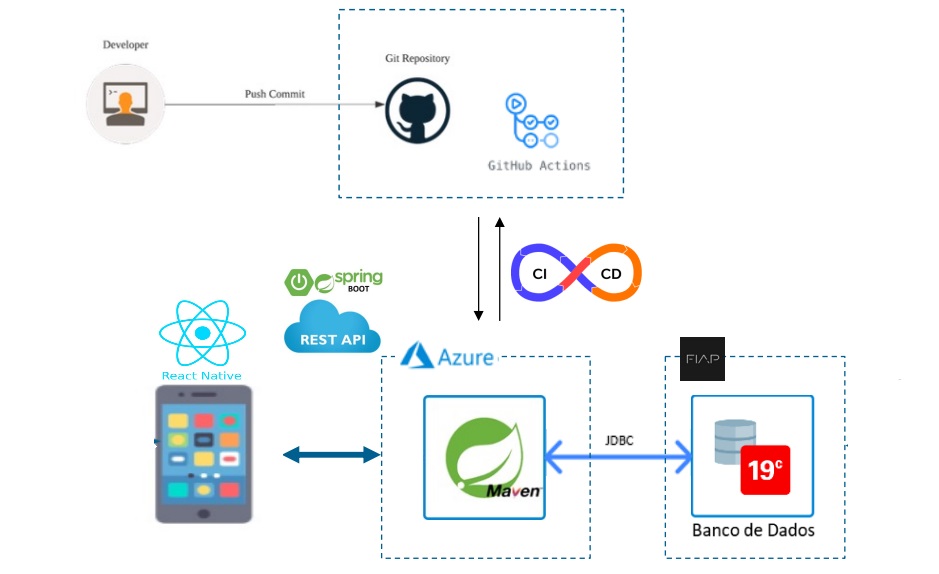 Developer
Git Repository
Push Commit
GitHub Actions
CI
CD
spring
BOOT
REST API
React Native
Azure
FIAP
JDBC
Maven
19c
Banco de Dados